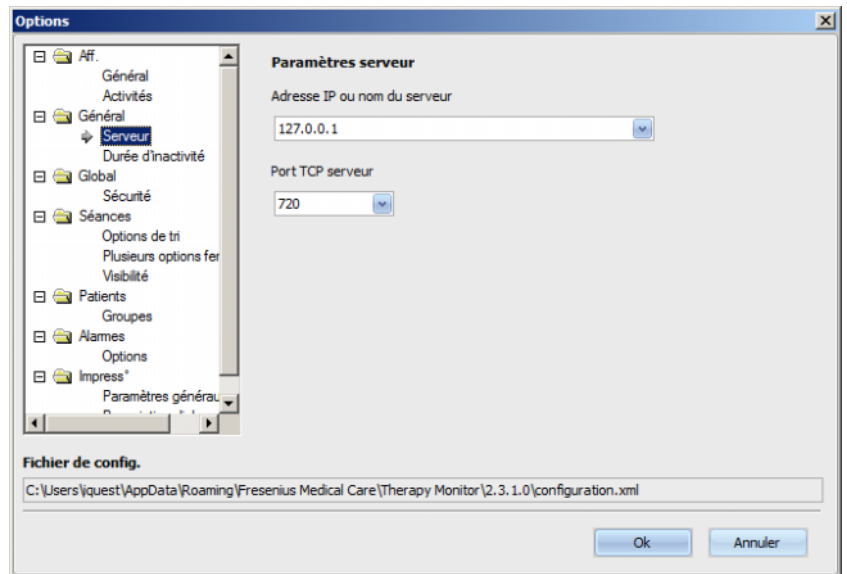 Options
Aff.
Général
Activités
Général
Serveur
Durée d'inactivité
Global
Sécurité
Séances
Options de tri
Plusieurs options fer
Visibilité
Patients
Groupes
Alarmes
Options
Impress°
Paramètres générau
Paramètres serveur
Adresse IP ou nom du serveur
127.0.0.1
Port TCP serveur
720
Fichier de config.
C:\Users\iquest\AppData\Roaming\Fresenius Medical Care\Therapy Monitor\2.3.1.0\configuration.xml
Ok Annuler